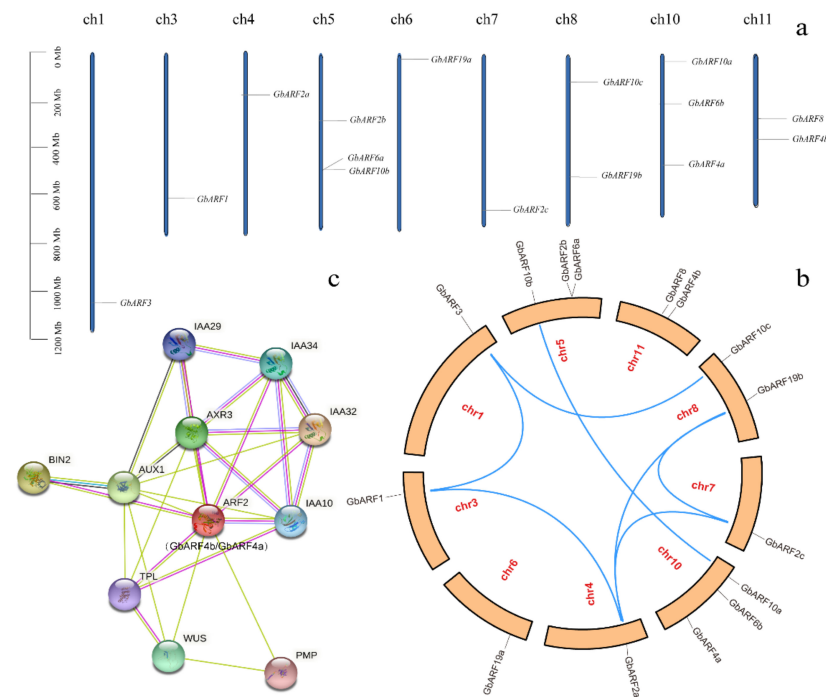 ch1 ch3 ch4 ch5 ch6 ch7 ch8 ch10 ch11
a
0 Mb
200 Mb
400 Mb
600 Mb
800 Mb
1000 Mb
1200 Mb
GbARF3
GbARF1
GbARF2a
GbARF2b
GbARF6a
GbARF10b
GbARF19a
GbARF2c
GbARF10c
GbARF19b
GbARF10a
GbARF6b
GbARF4a
GbARF8
GbARF4b
c
IAA29
IAA34
AXR3
IAA32
BIN2
AUX1
ARF2
IAA10
(GbARF4b/GbARF4a)
TPL
WUS
PMP
b
GbARF3
GbARF10b
GbARF2b
GbARF6a
GbARF8
GbARF4b
GbARF10c
GbARF19b
GbARF2c
GbARF10a
GbARF6b
GbARF4a
GbARF2a
GbARF19a
GbARF1
chr1
chr5
chr11
chr8
chr7
chr10
chr4
chr6
chr3